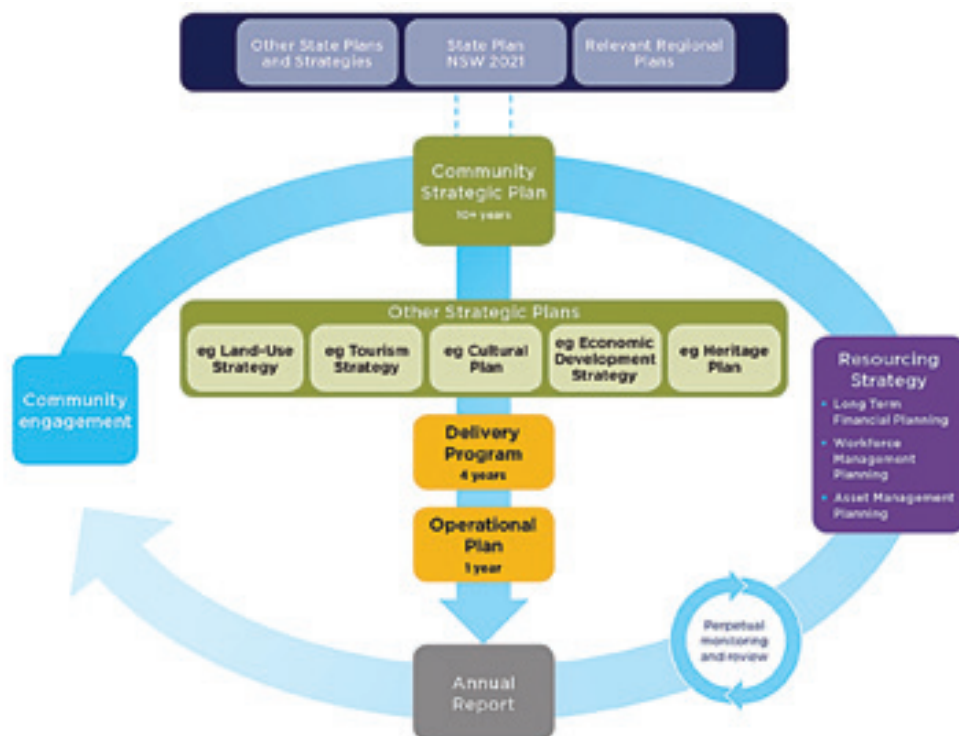 Other State Plans
and Strategies
State Plan
NSW 2021
Relevant Regional
Plans
Community
Strategic Plan
10+ years
Other Strategic Plans
eg Land-Use
Strategy
eg Tourism
Strategy
eg Cultural
Plan
eg Economic
Development
Strategy
eg Heritage
Plan
Community
engagement
Resourcing
Strategy
• Long Term
Financial Planning
• Workforce
Management
Planning
• Asset Management
Planning
Delivery
Program
4 years
Operational
Plan
1 year
Perpetual
monitoring
and review
Annual
Report